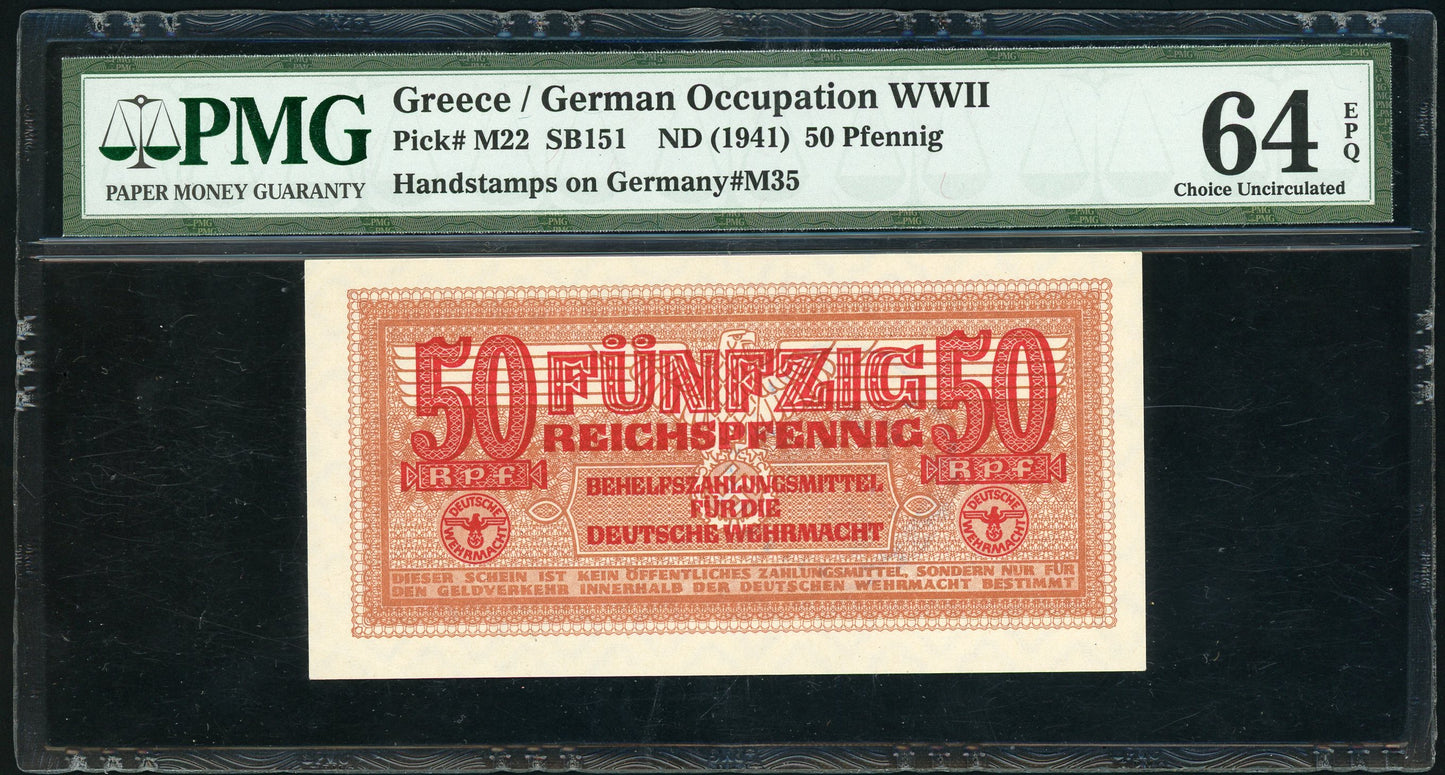 PMG
PAPER MONEY GUARANTY
Greece / German Occupation WWII
Pick# M22 SB151 ND (1941) 50 Pfennig
Handstamps on Germany#M35
64
EPQ
Choice Uncirculated
50 FÜNFZIG 50
REICHSPFENNIG
Rpf Rpf
BEHELFSZAHLUNGSMITTEL
FÜR DIE
DEUTSCHE WEHRMACHT
DEUTSCHE WEHRMACHT
DEUTSCHE WEHRMACHT
DIESER SCHEIN IST KEIN ÖFFENTLICHES ZAHLUNGSMITTEL, SONDERN NUR FÜR
DEN GELDVERKEHR INNERHALB DER DEUTSCHEN WEHRMACHT BESTIMMT